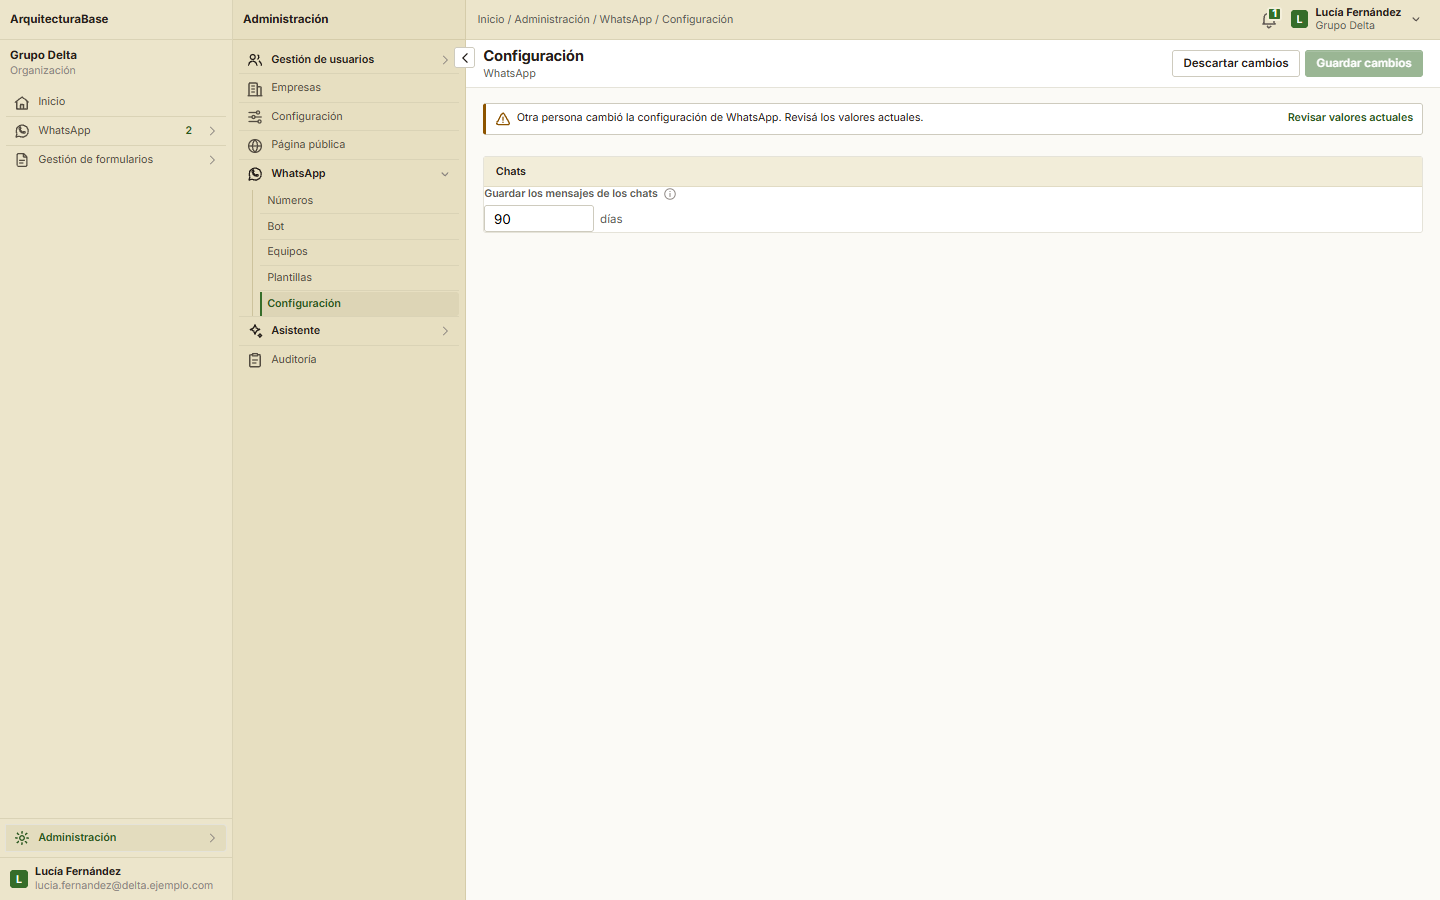 ArquitecturaBase
Grupo Delta
Organización
Inicio
WhatsApp 2
Gestión de formularios
Administración
Lucía Fernández
lucia.fernandez@delta.ejemplo.com
L
Administración
Gestión de usuarios
Empresas
Configuración
Página pública
WhatsApp
Números
Bot
Equipos
Plantillas
Configuración
Asistente
Auditoría
Inicio / Administración / WhatsApp / Configuración
1
L
Lucía Fernández
Grupo Delta
Configuración
WhatsApp
Descartar cambios
Guardar cambios
Otra persona cambió la configuración de WhatsApp. Revisá los valores actuales.
Revisar valores actuales
Chats
Guardar los mensajes de los chats
90 días